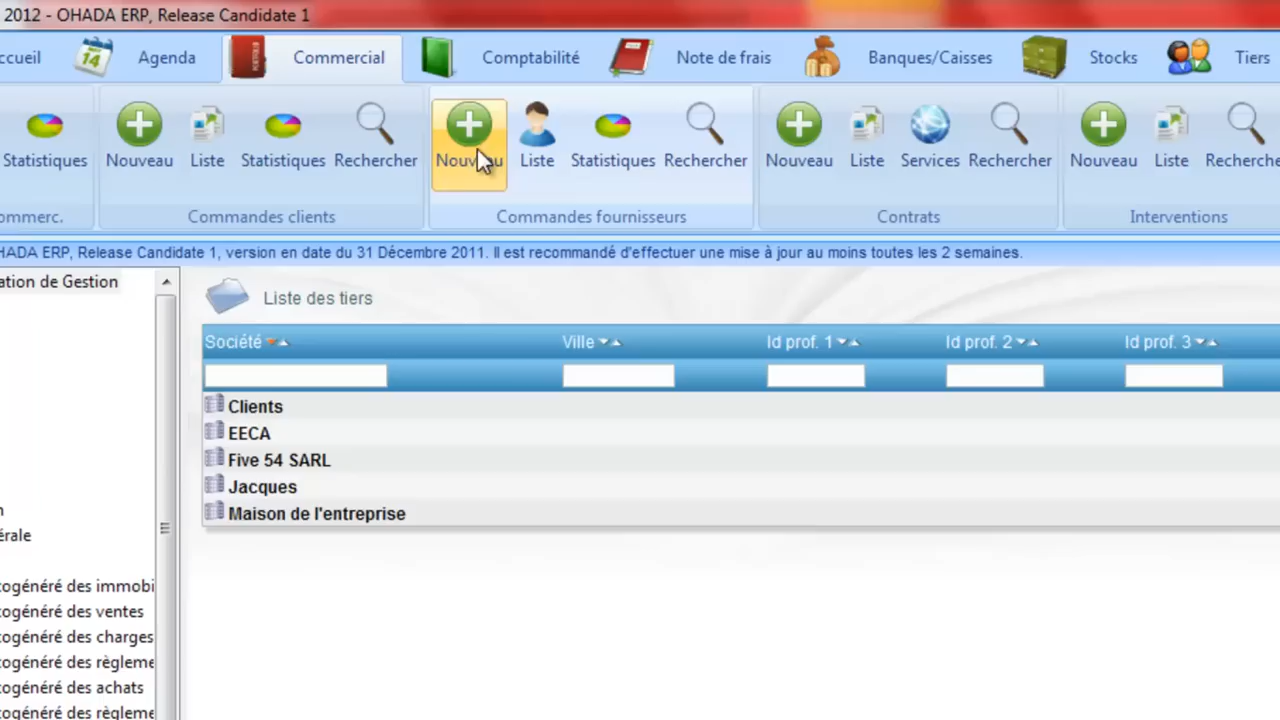 2012 - OHADA ERP, Release Candidate 1
ccueil Agenda Commercial Comptabilité Note de frais Banques/Caisses Stocks Tiers
14
Statistiques Nouveau Liste Statistiques Rechercher Nouveau Liste Statistiques Rechercher Nouveau Liste Services Rechercher Nouveau Liste Recherche
ommerc. Commandes clients Commandes fournisseurs Contrats Interventions
HADA ERP, Release Candidate 1, version en date du 31 Décembre 2011. Il est recommandé d'effectuer une mise à jour au moins toutes les 2 semaines.
ation de Gestion
Liste des tiers
Société Ville Id prof. 1 Id prof. 2 Id prof. 3
Clients
EECA
Five 54 SARL
Jacques
Maison de l'entreprise
n
érale
togénéré des immobi
togénéré des ventes
togénéré des charges
togénéré des règleme
togénéré des achats
togénéré des règleme